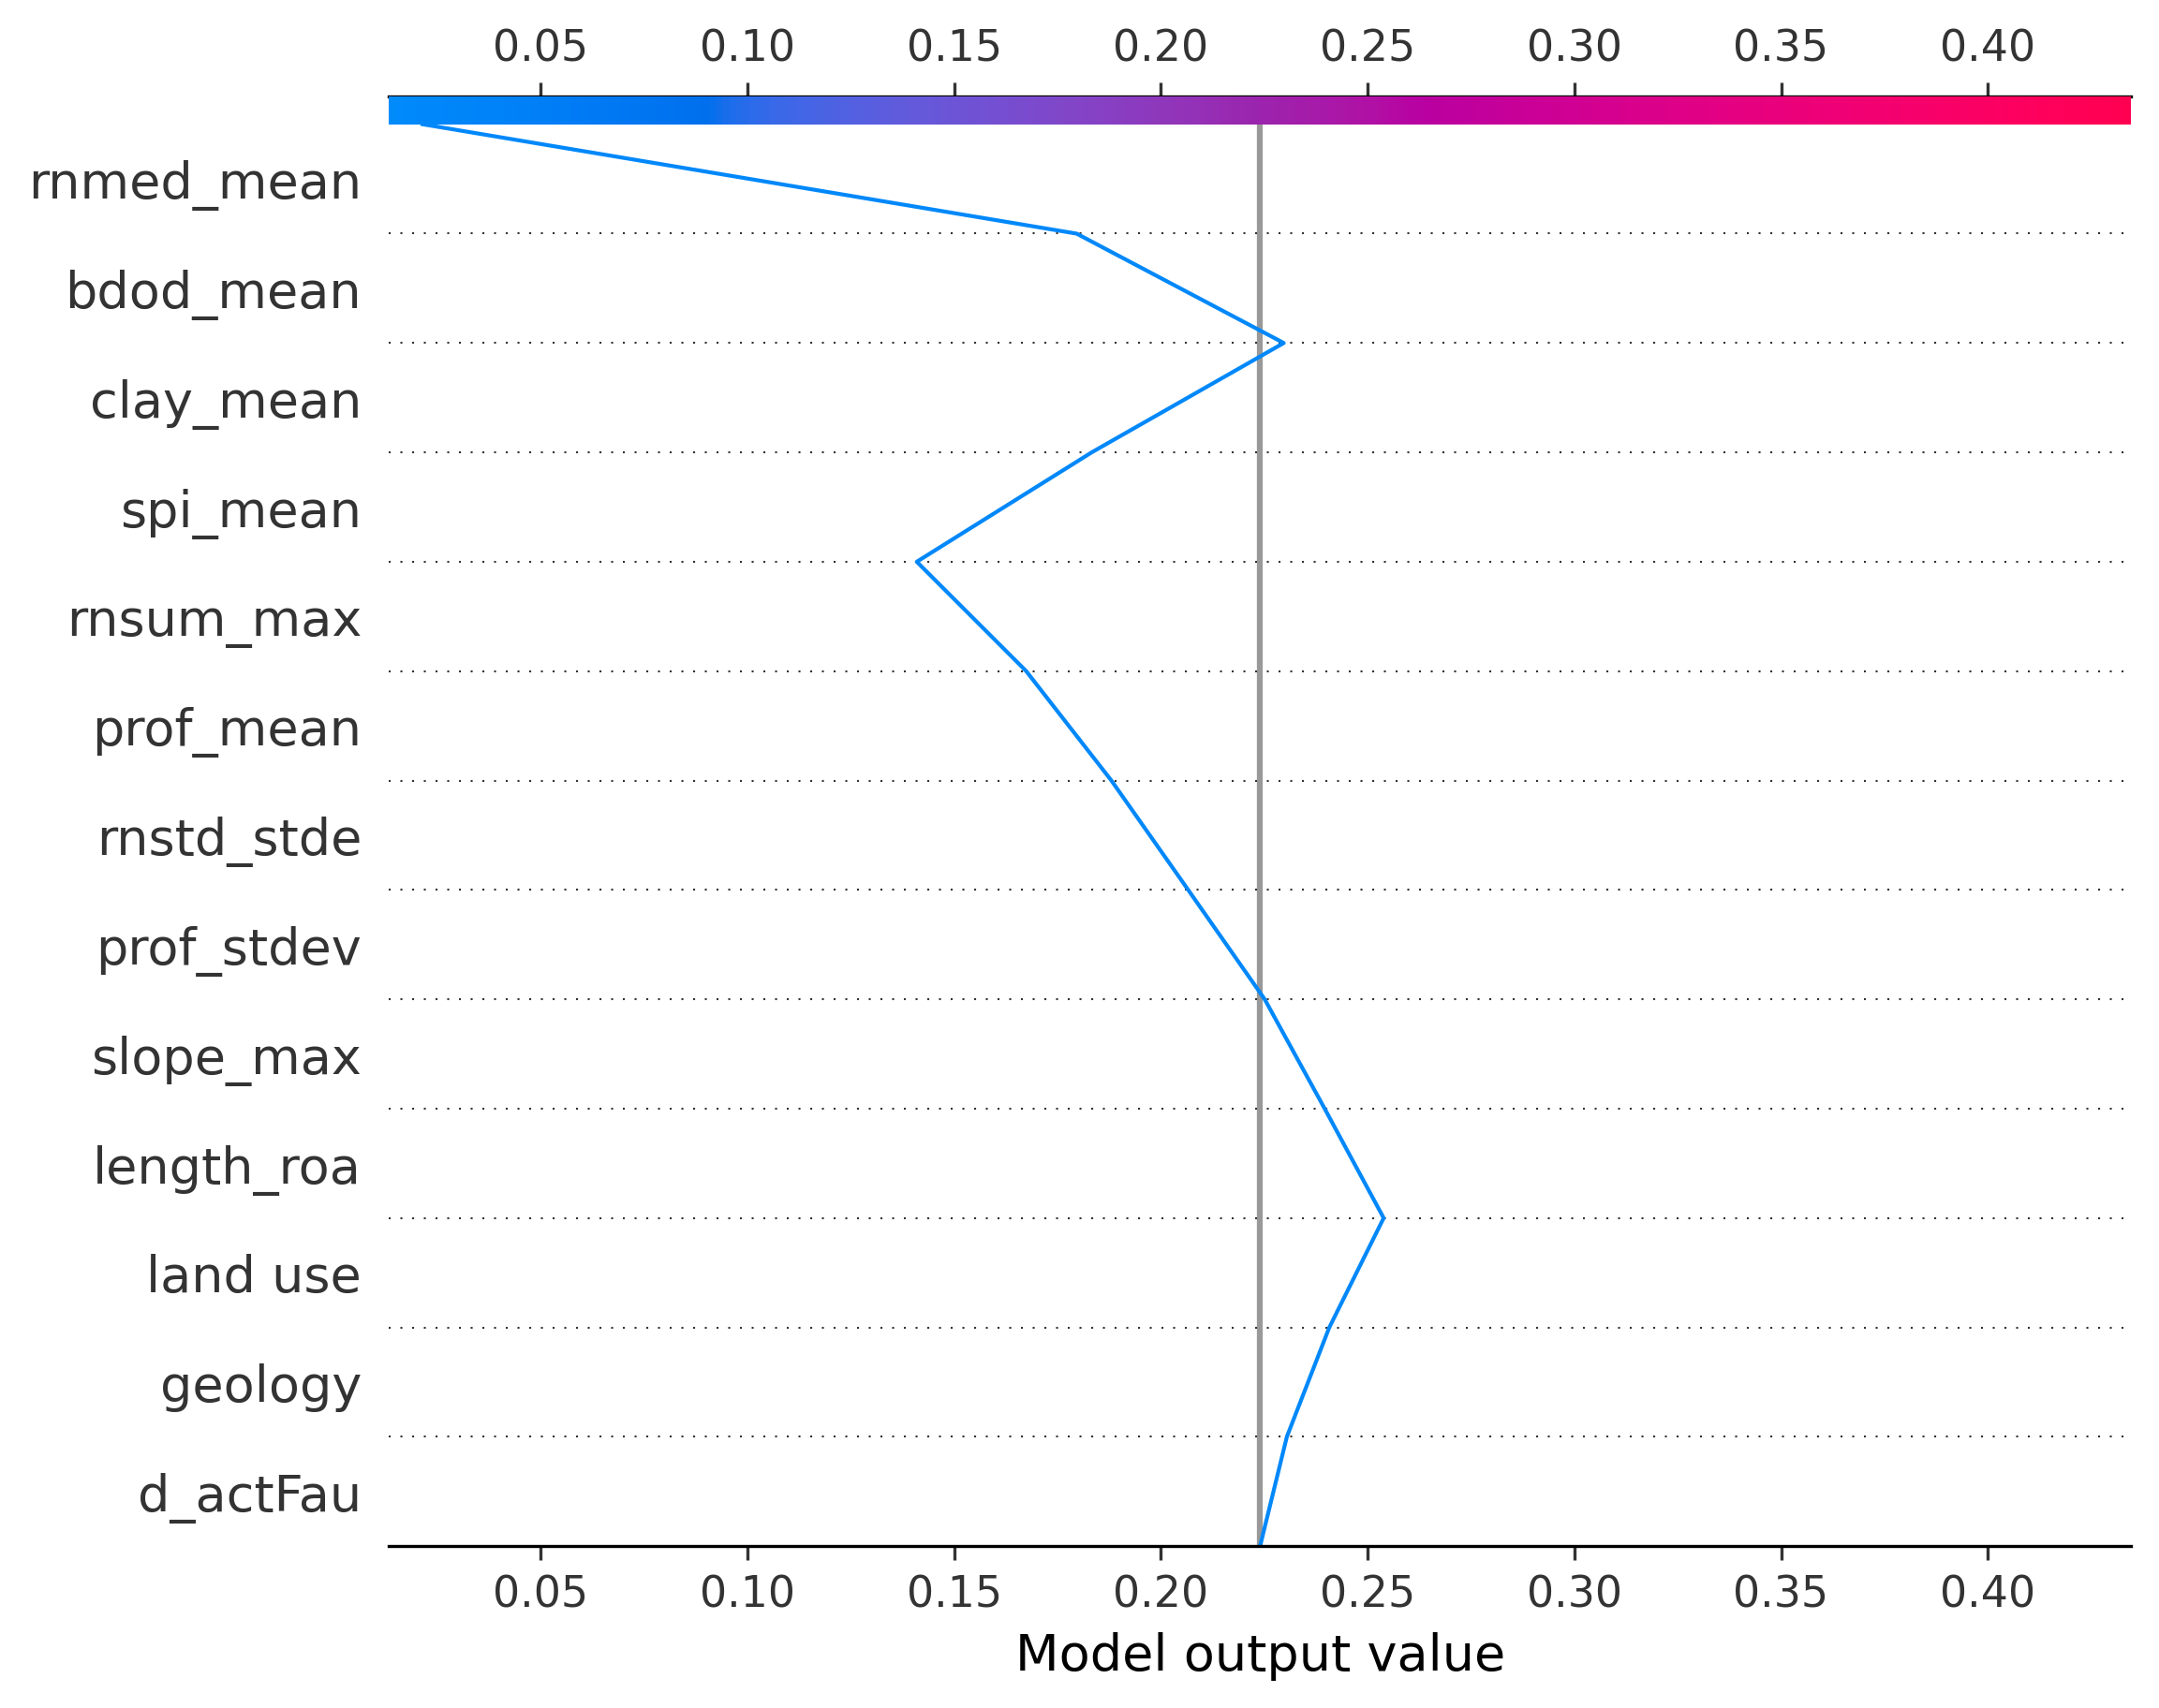 0.05 0.10 0.15 0.20 0.25 0.30 0.35 0.40
rnmed_mean
bdod_mean
clay_mean
spi_mean
rnsum_max
prof_mean
rnstd_stde
prof_stdev
slope_max
length_roa
land use
geology
d_actFau
0.05 0.10 0.15 0.20 0.25 0.30 0.35 0.40
Model output value